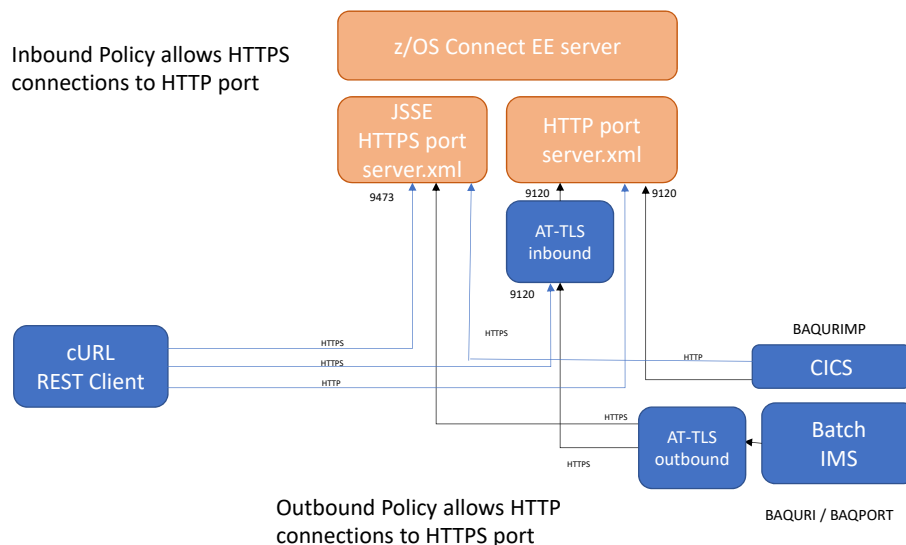 z/OS Connect EE server
Inbound Policy allows HTTPS
connections to HTTP port
JSSE
HTTPS port
server.xml
HTTP port
server.xml
9473
9120
9120
AT-TLS
inbound
9120
BAQURIMP
cURL
REST Client
HTTPS
HTTPS
HTTP
HTTPS
HTTP
CICS
HTTPS
HTTPS
AT-TLS
outbound
Batch
IMS
BAQURI / BAQPORT
Outbound Policy allows HTTP
connections to HTTPS port